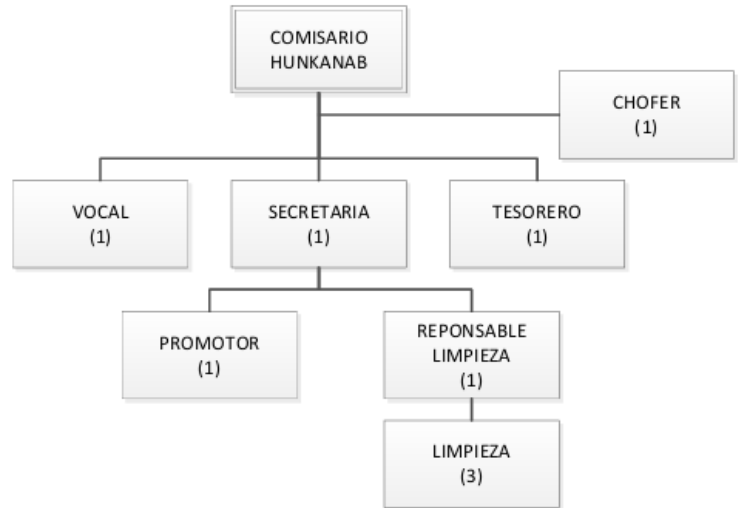 COMISARIO
HUNKANAB
CHOFER
(1)
VOCAL
(1)
SECRETARIA
(1)
TESORERO
(1)
PROMOTOR
(1)
REPONSABLE
LIMPIEZA
(1)
LIMPIEZA
(3)